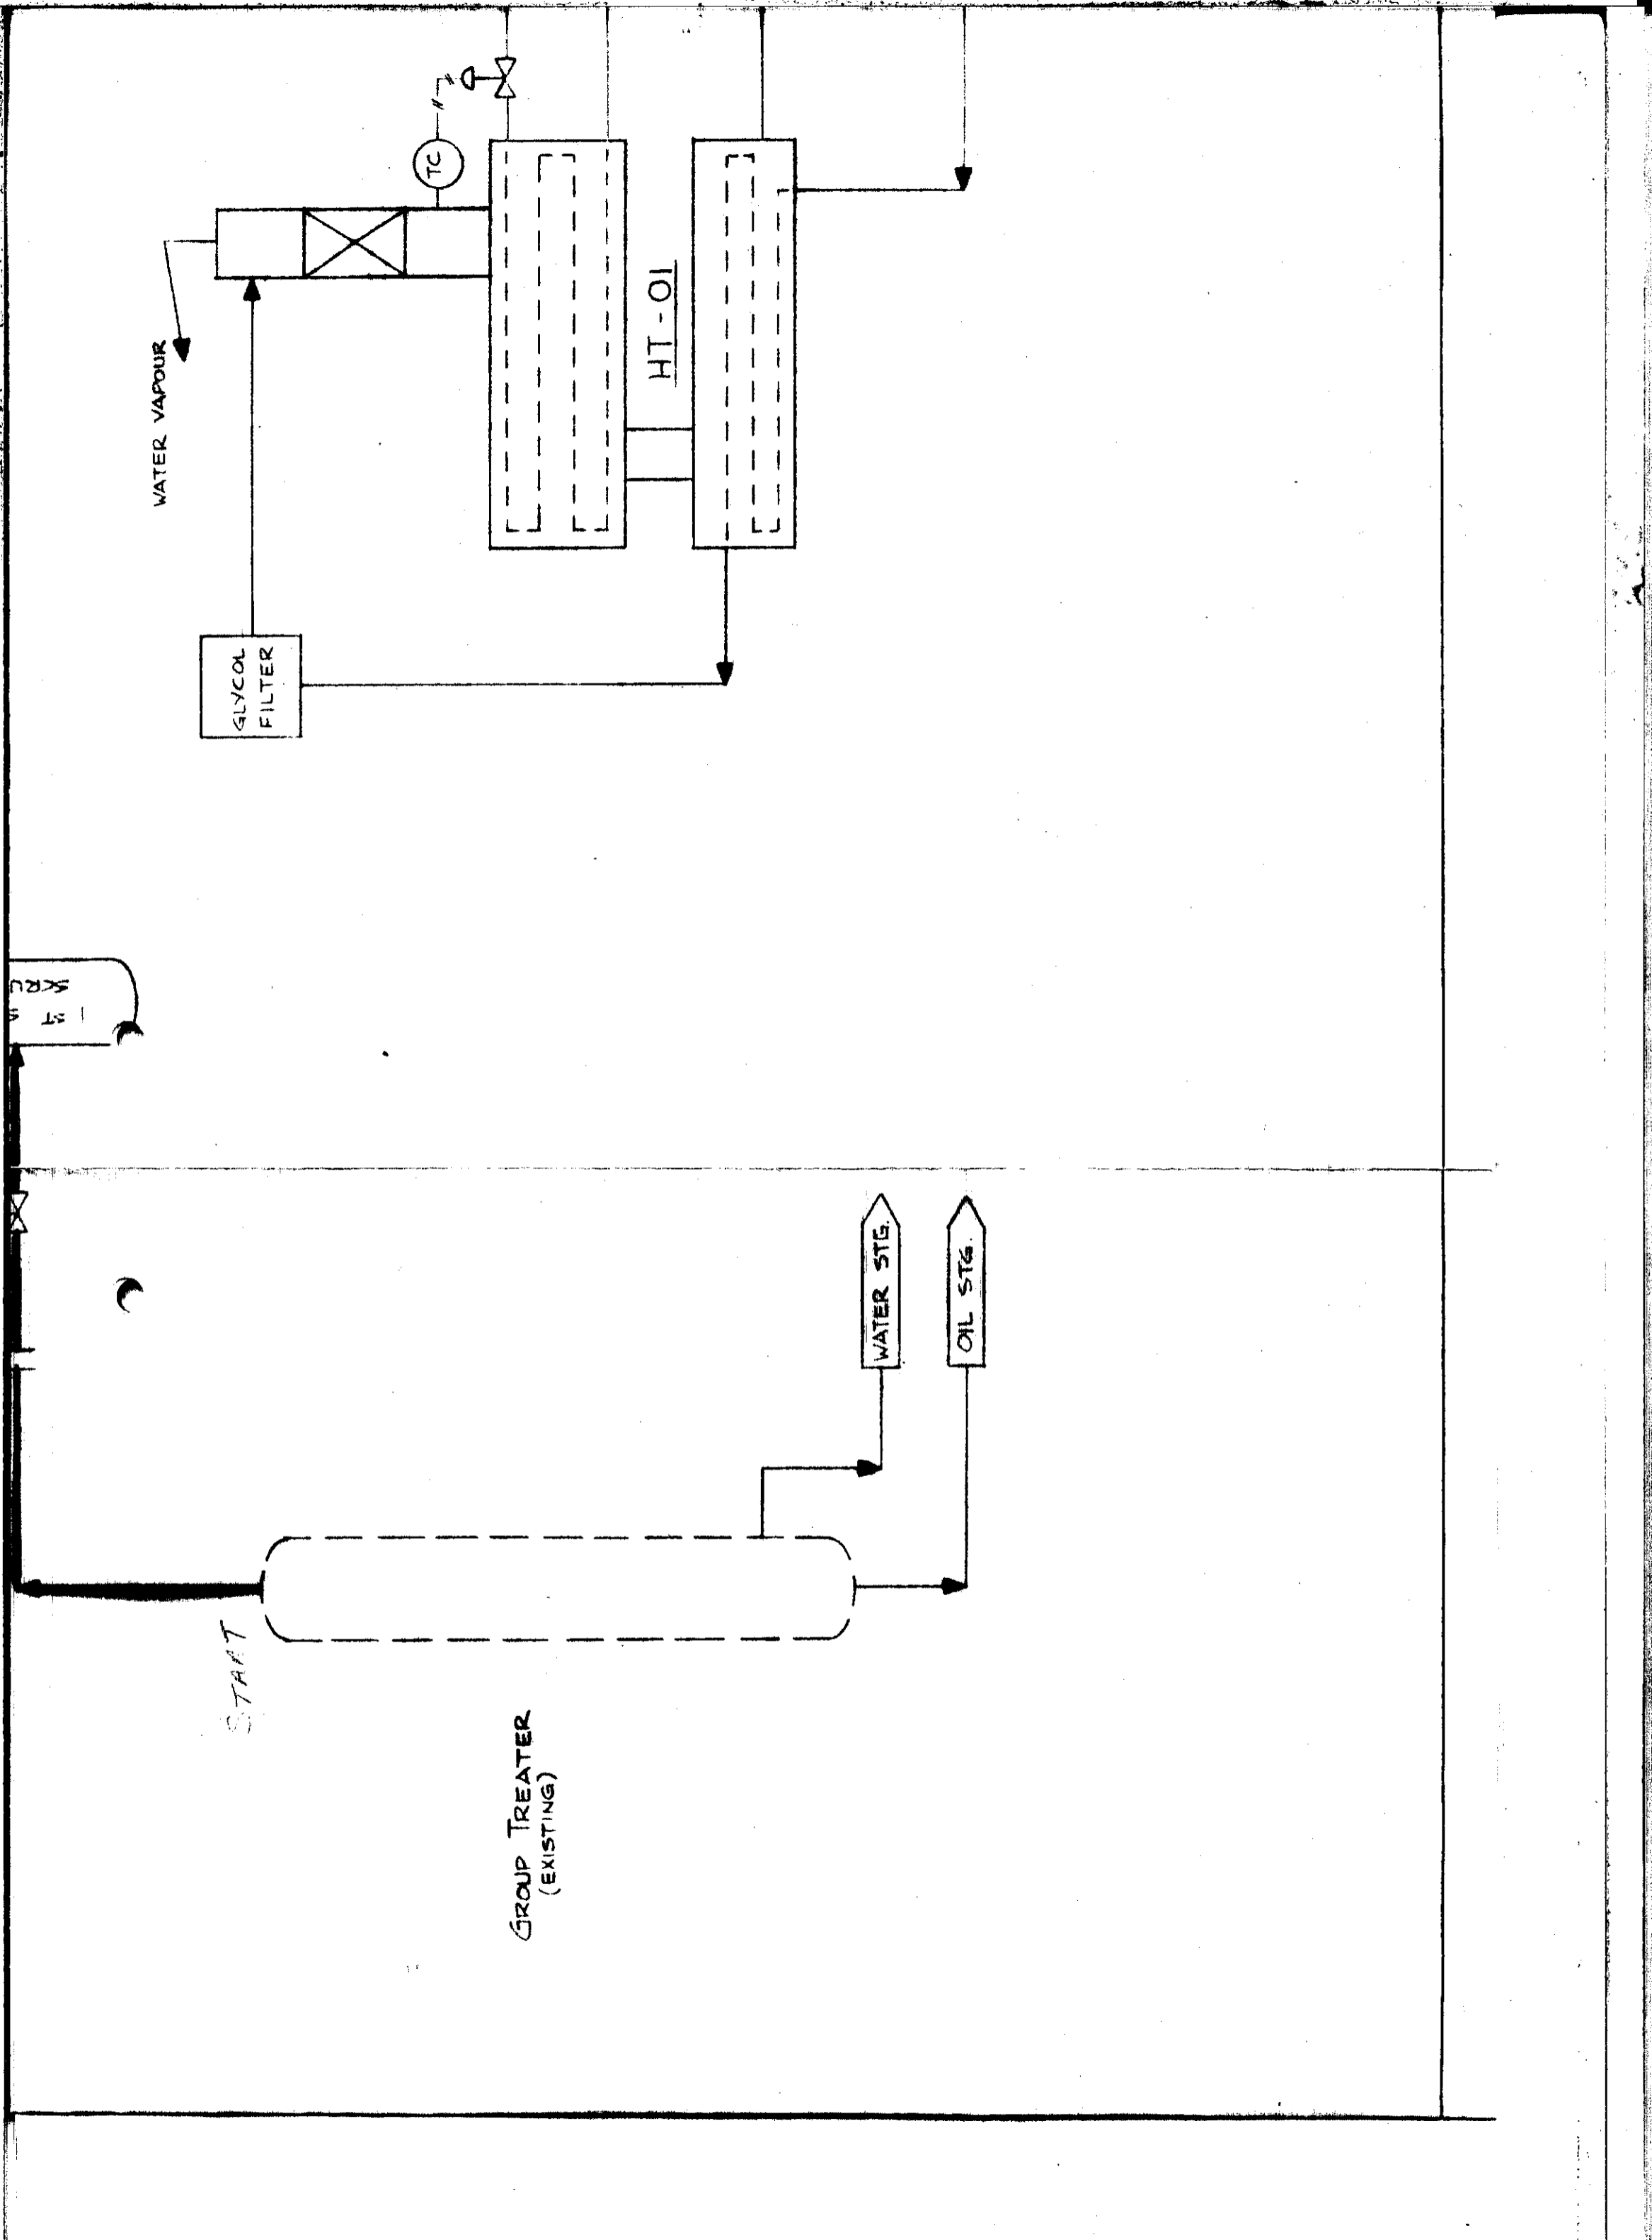 WATER VAPOUR
TC
HT-01
GLYCOL
FILTER
WATER STG.
OIL STG.
START
GROUP TREATER
(EXISTING)